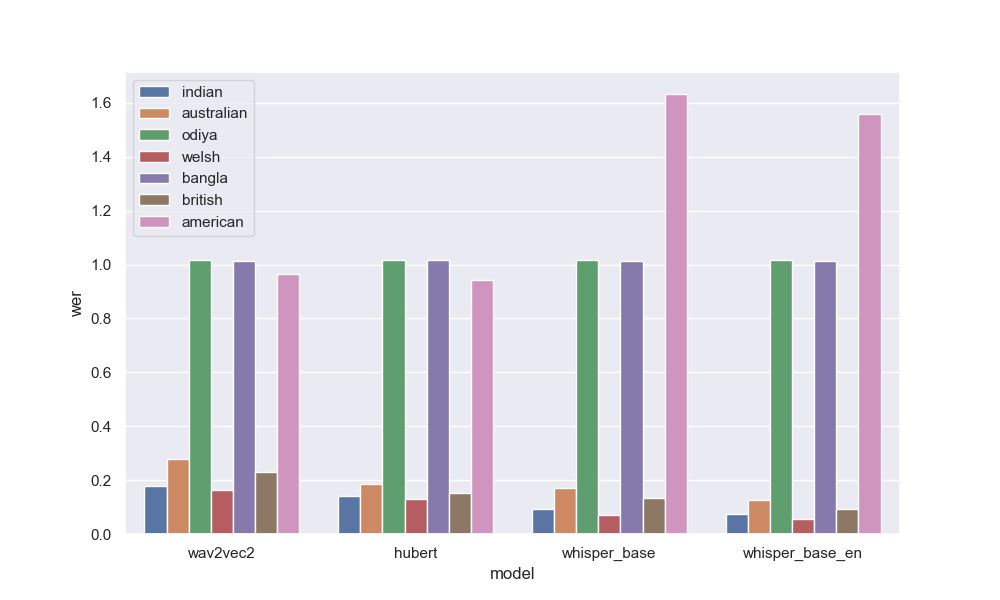 indian
australian
odiya
welsh
bangla
british
american
1.6
1.4
1.2
1.0
0.8
0.6
0.4
0.2
0.0
wer
wav2vec2 hubert whisper_base whisper_base_en
model